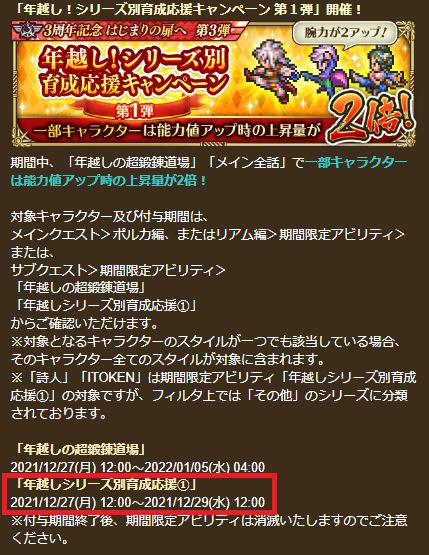 「年越し！シリーズ別育成応援キャンペーン 第１弾」開催！
3周年記念 はじまりの扉へ 第3弾
腕力が2アップ！
年越し！シリーズ別
育成応援キャンペーン
第1弾
一部キャラクターは能力値アップ時の上昇量が
2倍！
期間中、「年越しの超鍛錬道場」「メイン全話」で一部キャラクター
は能力値アップ時の上昇量が2倍！
対象キャラクター及び付与期間は、
メインクエスト＞ポルカ編、またはリアム編＞期間限定アビリティ＞
または、
サブクエスト＞期間限定アビリティ＞
「年越しの超鍛錬道場」
「年越しシリーズ別育成応援①」
からご確認いただけます。
※対象となるキャラクターのスタイルが一つでも該当している場合、
そのキャラクター全てのスタイルが対象に含まれます。
※「詩人」「ITOKEN」は期間限定アビリティ「年越しシリーズ別育成
応援①」の対象ですが、フィルタ上では「その他」のシリーズに分類
されております。
「年越しの超鍛錬道場」
2021/12/27(月) 12:00～2022/01/05(水) 04:00
「年越しシリーズ別育成応援①」
2021/12/27(月) 12:00～2021/12/29(水) 12:00
※付与期間終了後、期間限定アビリティは消滅いたしますのでご注意
ください。